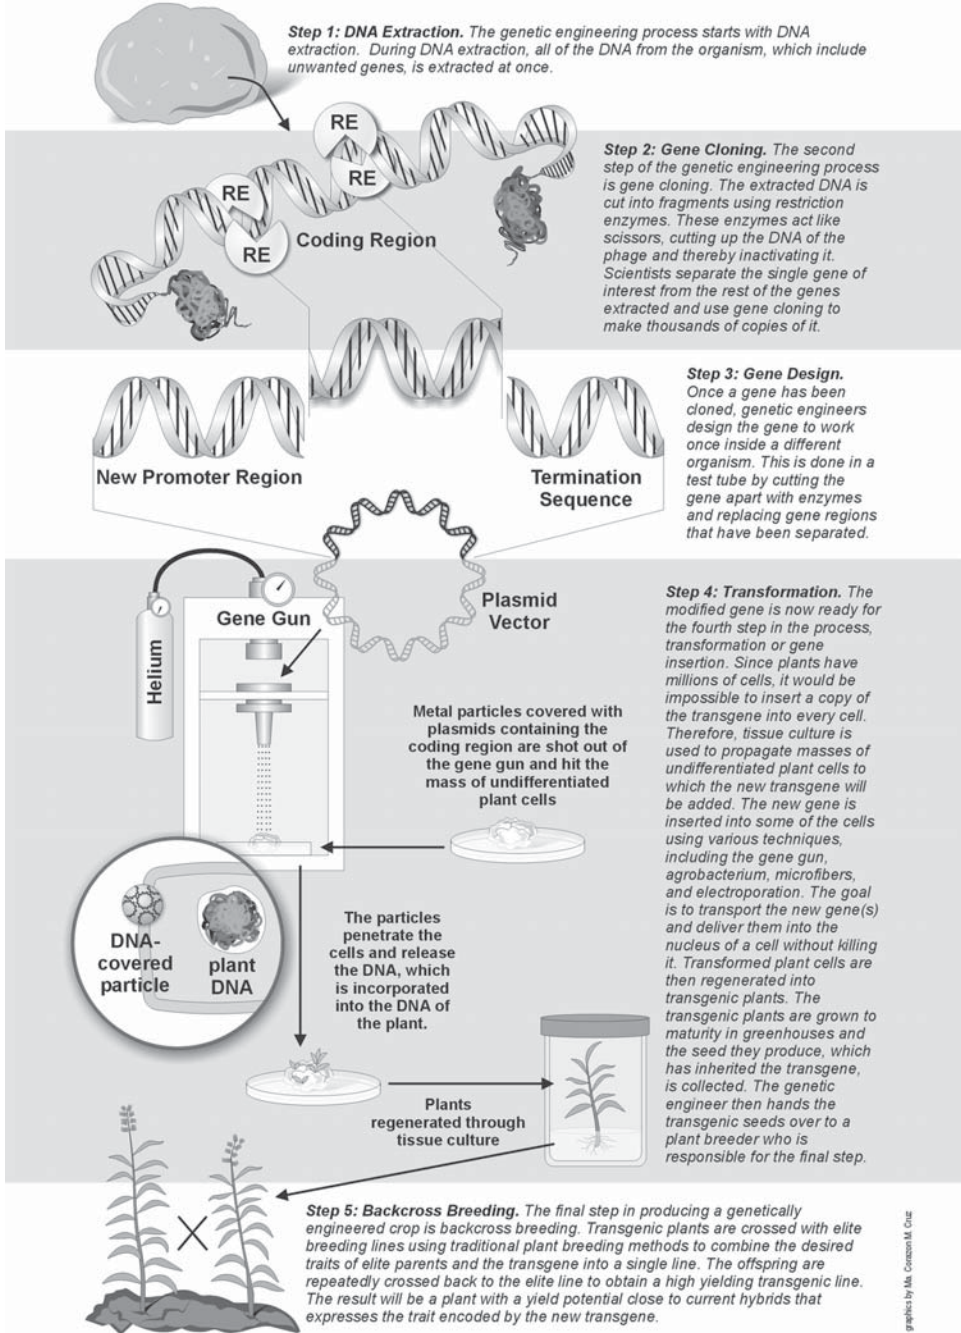 Step 1: DNA Extraction. The genetic engineering process starts with DNA
extraction. During DNA extraction, all of the DNA from the organism, which include
unwanted genes, is extracted at once.
RE
RE
RE
RE
Coding Region
Step 2: Gene Cloning. The second
step of the genetic engineering process
is gene cloning. The extracted DNA is
cut into fragments using restriction
enzymes. These enzymes act like
scissors, cutting up the DNA of the
phage and thereby inactivating it.
Scientists separate the single gene of
interest from the rest of the genes
extracted and use gene cloning to
make thousands of copies of it.
New Promoter Region
Termination
Sequence
Step 3: Gene Design.
Once a gene has been
cloned, genetic engineers
design the gene to work
once inside a different
organism. This is done in a
test tube by cutting the
gene apart with enzymes
and replacing gene regions
that have been separated.
Gene Gun
Helium
Plasmid
Vector
Metal particles covered with
plasmids containing the
coding region are shot out of
the gene gun and hit the
mass of undifferentiated
plant cells
DNA-
covered
particle
plant
DNA
The particles
penetrate the
cells and release
the DNA, which
is incorporated
into the DNA of
the plant.
Plants
regenerated through
tissue culture
Step 4: Transformation. The
modified gene is now ready for
the fourth step in the process,
transformation or gene
insertion. Since plants have
millions of cells, it would be
impossible to insert a copy of
the transgene into every cell.
Therefore, tissue culture is
used to propagate masses of
undifferentiated plant cells to
which the new transgene will
be added. The new gene is
inserted into some of the cells
using various techniques,
including the gene gun,
agrobacterium, microfibers,
and electroporation. The goal
is to transport the new gene(s)
and deliver them into the
nucleus of a cell without killing
it. Transformed plant cells are
then regenerated into
transgenic plants. The
transgenic plants are grown to
maturity in greenhouses and
the seed they produce, which
has inherited the transgene,
is collected. The genetic
engineer then hands the
transgenic seeds over to a
plant breeder who is
responsible for the final step.
Step 5: Backcross Breeding. The final step in producing a genetically
engineered crop is backcross breeding. Transgenic plants are crossed with elite
breeding lines using traditional plant breeding methods to combine the desired
traits of elite parents and the transgene into a single line. The offspring are
repeatedly crossed back to the elite line to obtain a high yielding transgenic line.
The result will be a plant with a yield potential close to current hybrids that
expresses the trait encoded by the new transgene.
graphics by Ma. Corazon M. Cruz